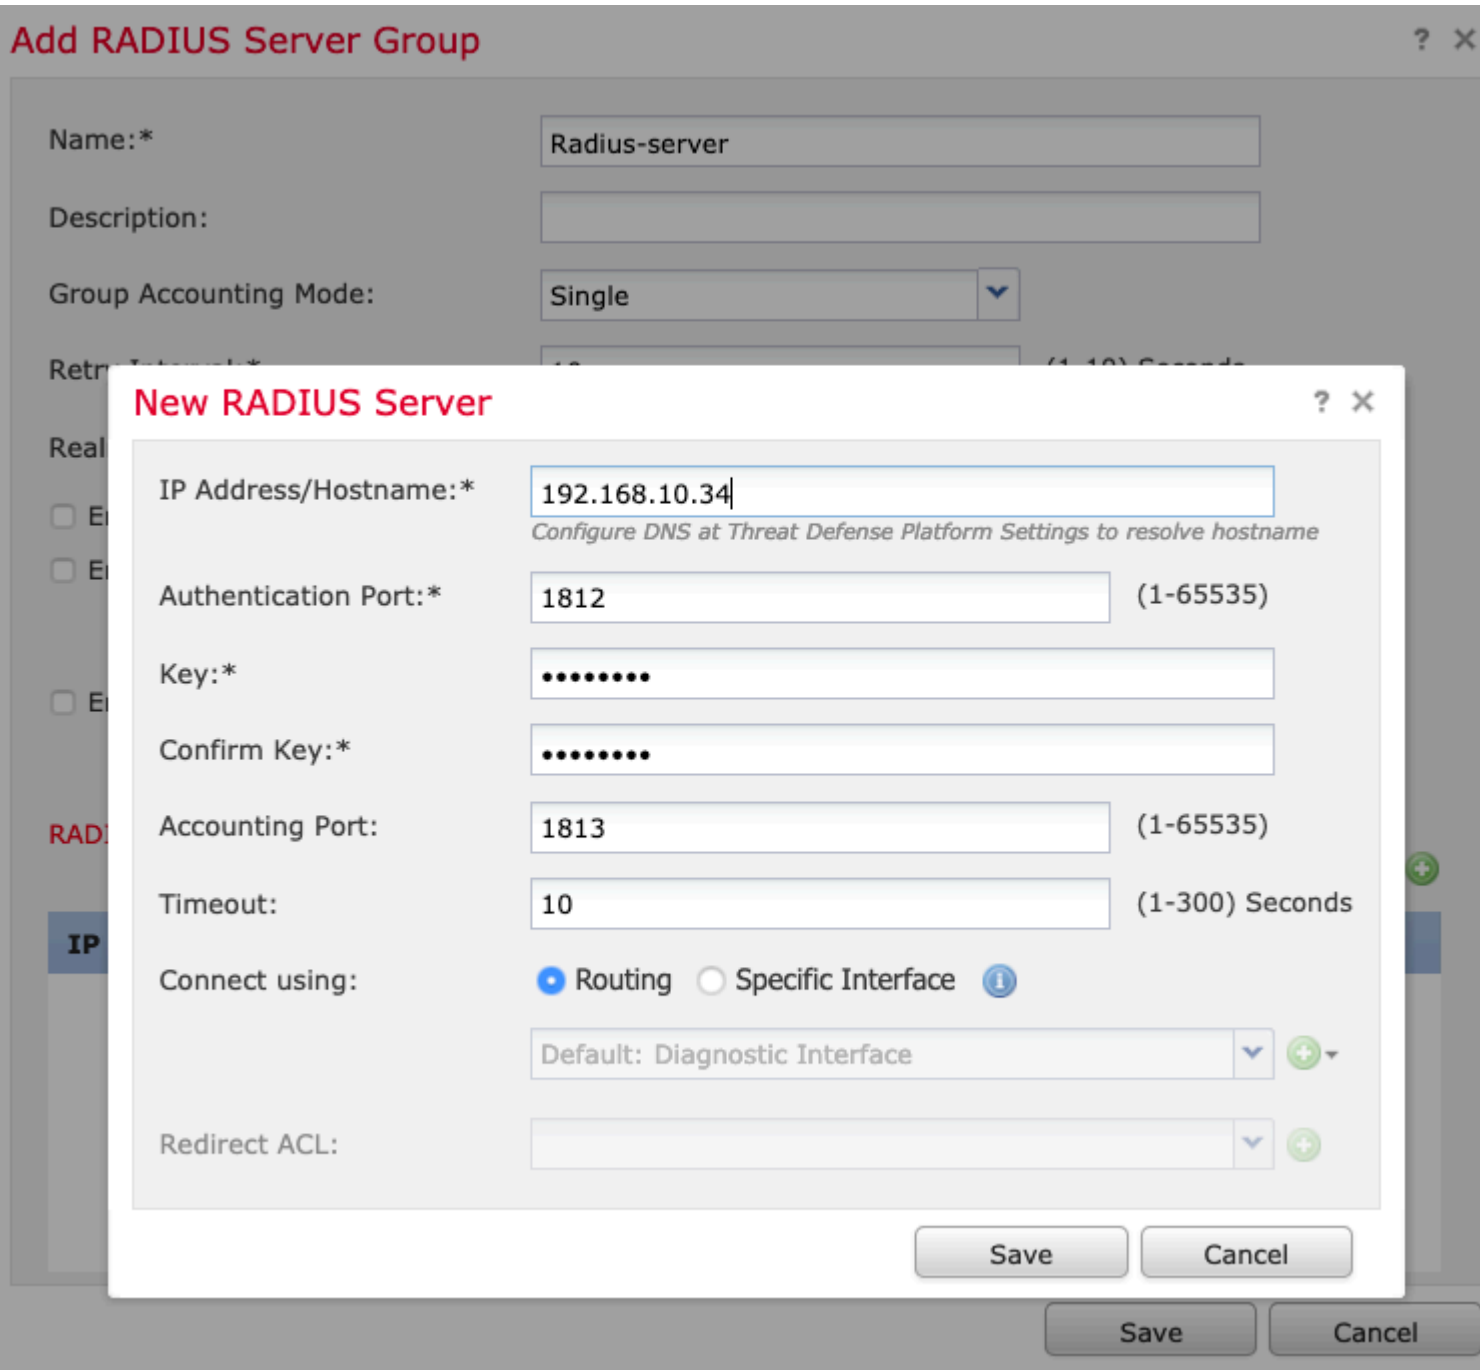 Add RADIUS Server Group ?
Name:* Radius-server
Description:
Group Accounting Mode: Single
(1-10) Seconds
New RADIUS Server ?
IP Address/Hostname:* 192.168.10.34
Configure DNS at Threat Defense Platform Settings to resolve hostname
Authentication Port:* 1812 (1-65535)
Key:* ••••••••
Confirm Key:* ••••••••
Accounting Port: 1813 (1-65535)
Timeout: 10 (1-300) Seconds
IP
Connect using: Routing Specific Interface
Default: Diagnostic Interface
Redirect ACL:
Save Cancel
Save Cancel